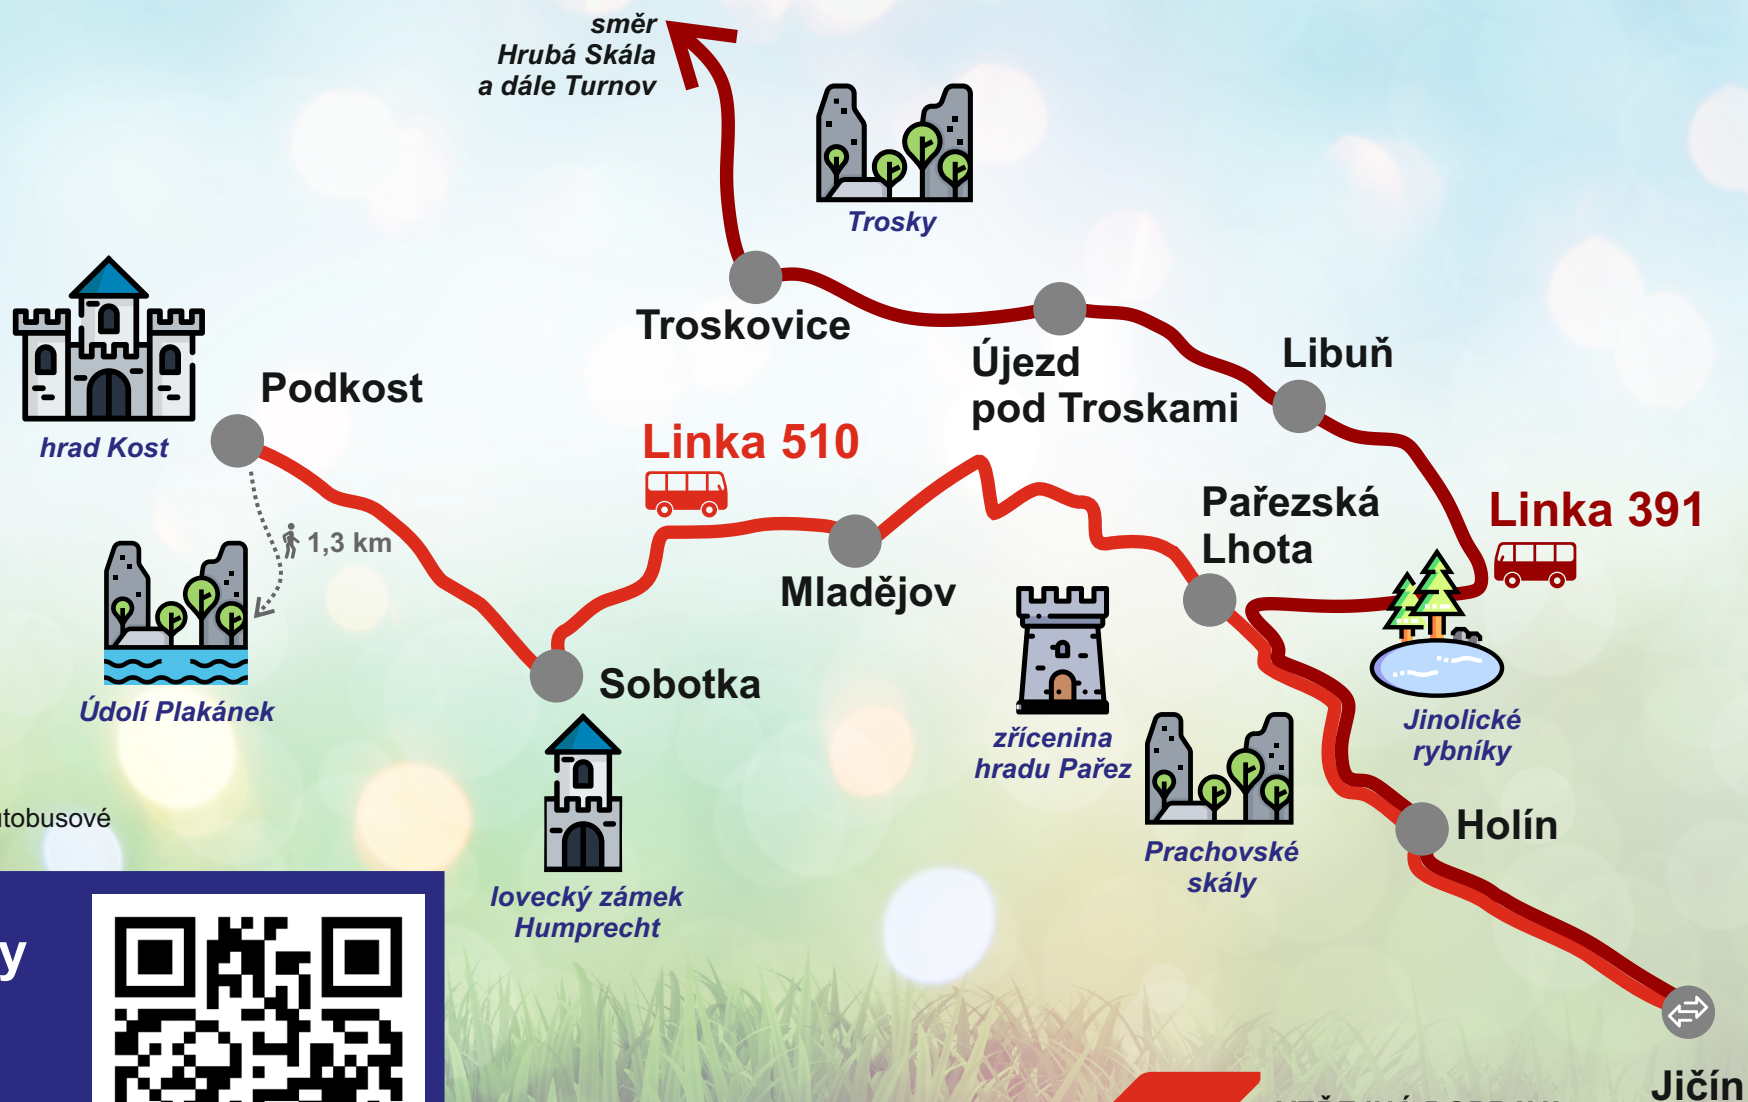 směr
Hrubá Skála
a dále Turnov
Trosky
Troskovice
Újezd
pod Troskami
Libuň
Podkost
hrad Kost
Linka 510
Pařezská
Lhota
Linka 391
1,3 km
Mladějov
Sobotka
Údolí Plakánek
zřícenina
hradu Pařez
Jinolické
rybníky
Holín
Prachovské
skály
lovecký zámek
Humprecht
Jičín